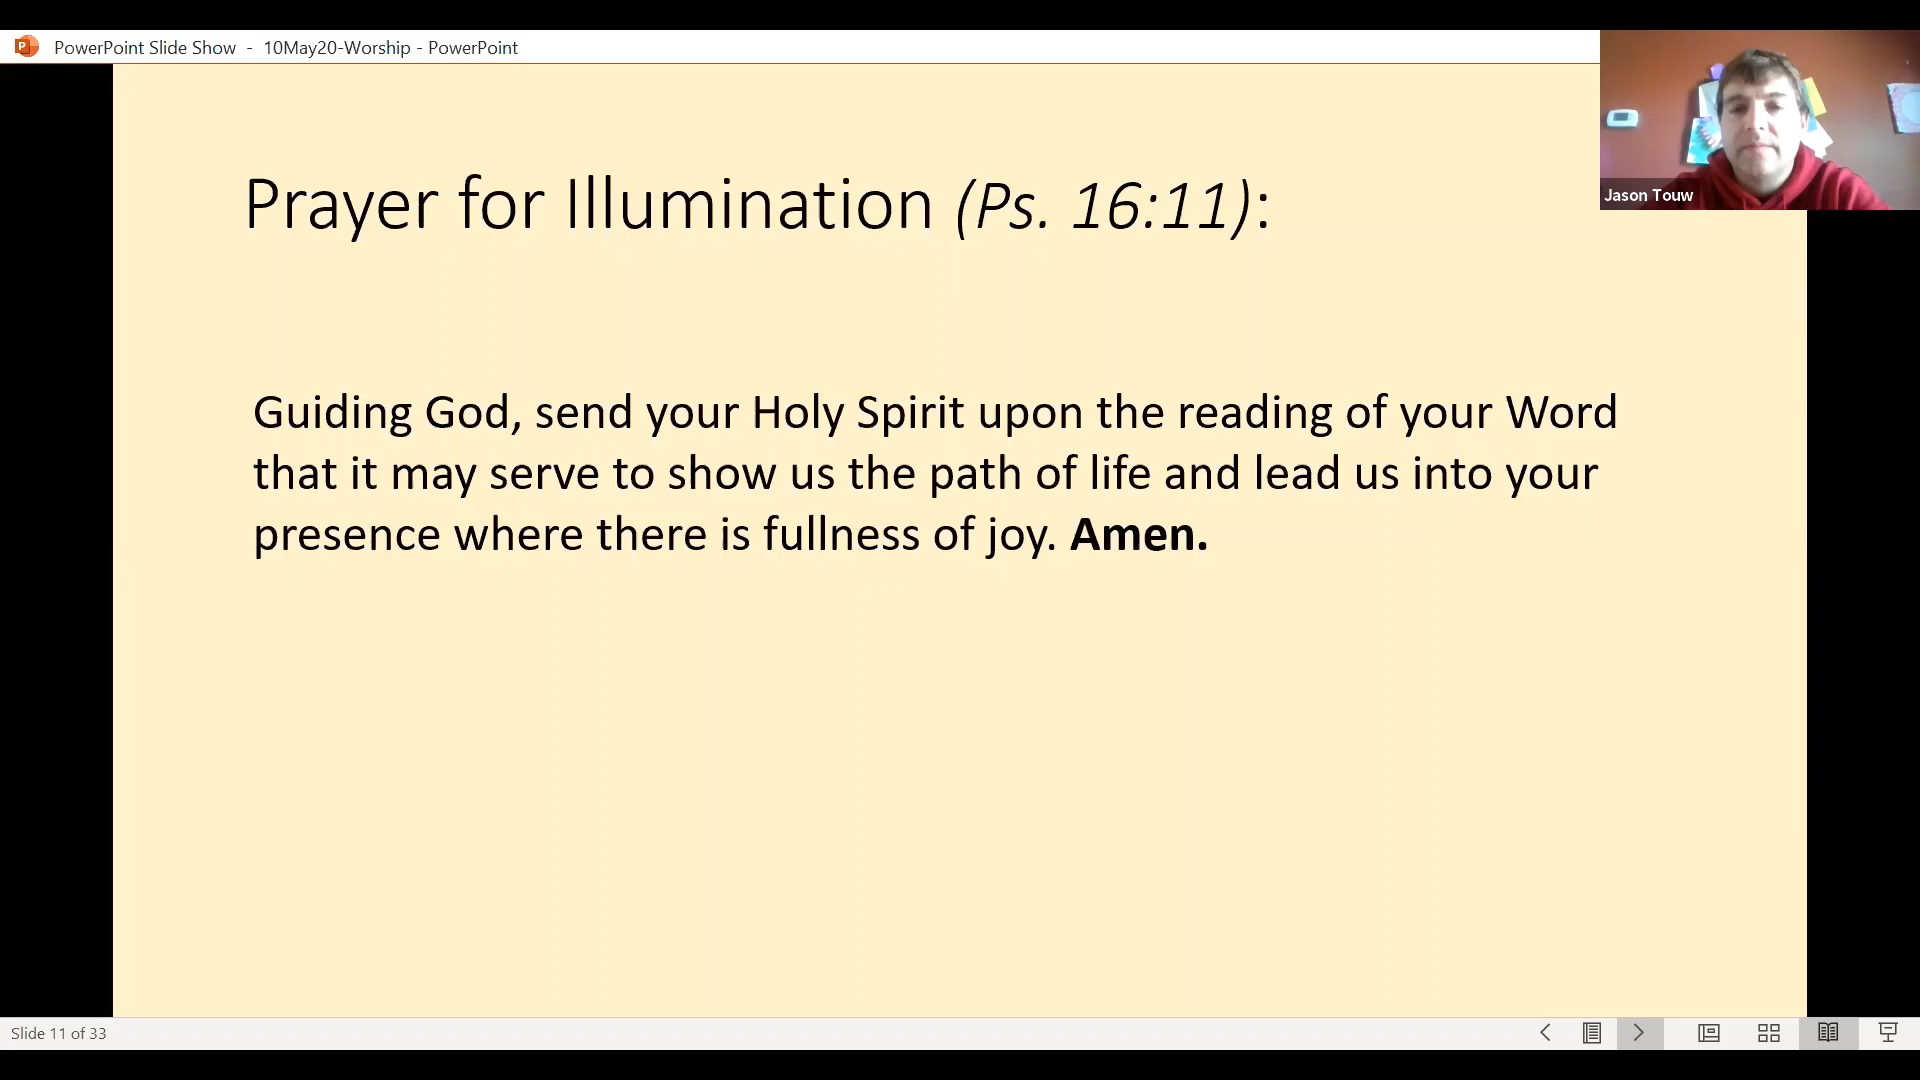 PowerPoint Slide Show - 10May20-Worship - PowerPoint
Jason Touw
Prayer for Illumination (Ps. 16:11):
Guiding God, send your Holy Spirit upon the reading of your Word
that it may serve to show us the path of life and lead us into your
presence where there is fullness of joy. Amen.
Slide 11 of 33